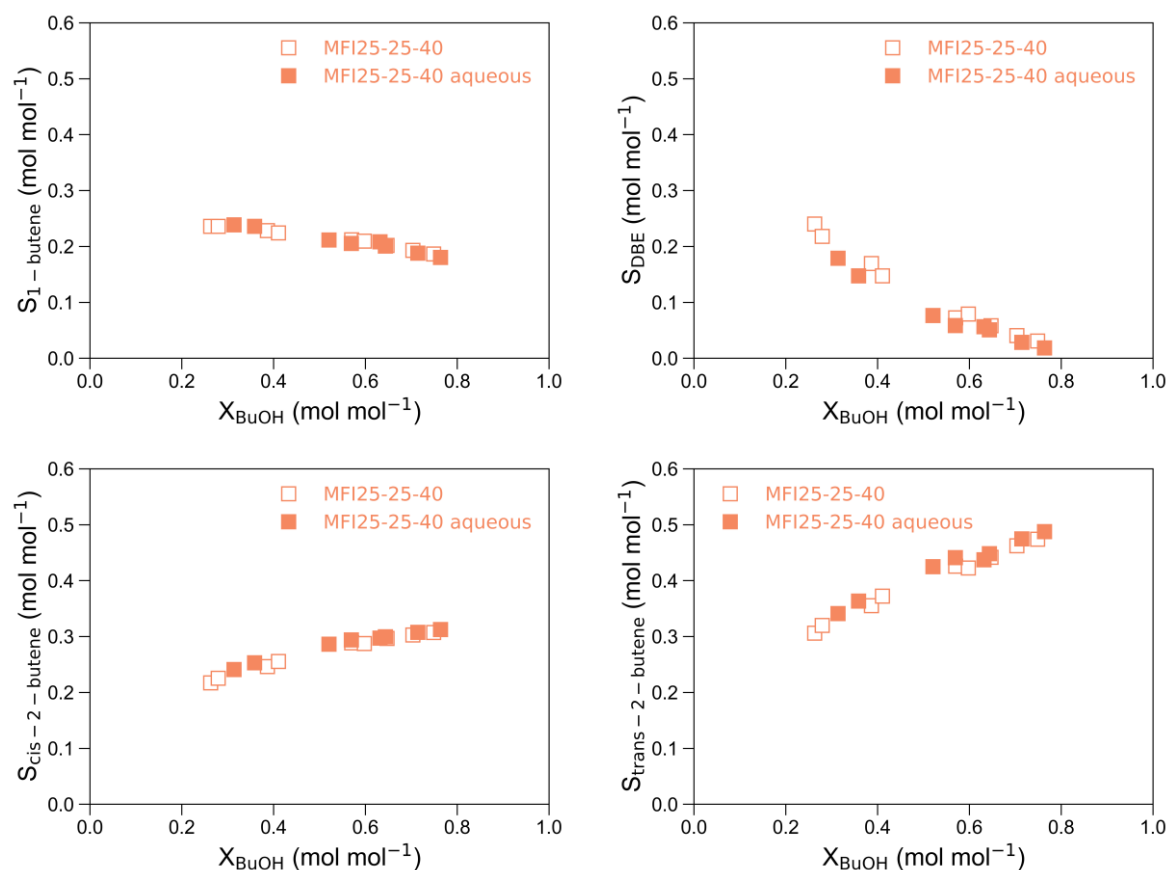 S1-butene (mol mol−1)
0.6
0.5
0.4
0.3
0.2
0.1
0.0
MFI25-25-40
MFI25-25-40 aqueous
0.0 0.2 0.4 0.6 0.8 1.0
XBuOH (mol mol−1)
SDBE (mol mol−1)
0.6
0.5
0.4
0.3
0.2
0.1
0.0
MFI25-25-40
MFI25-25-40 aqueous
0.0 0.2 0.4 0.6 0.8 1.0
XBuOH (mol mol−1)
Scis-2-butene (mol mol−1)
0.6
0.5
0.4
0.3
0.2
0.1
0.0
MFI25-25-40
MFI25-25-40 aqueous
0.0 0.2 0.4 0.6 0.8 1.0
XBuOH (mol mol−1)
Strans-2-butene (mol mol−1)
0.6
0.5
0.4
0.3
0.2
0.1
0.0
MFI25-25-40
MFI25-25-40 aqueous
0.0 0.2 0.4 0.6 0.8 1.0
XBuOH (mol mol−1)